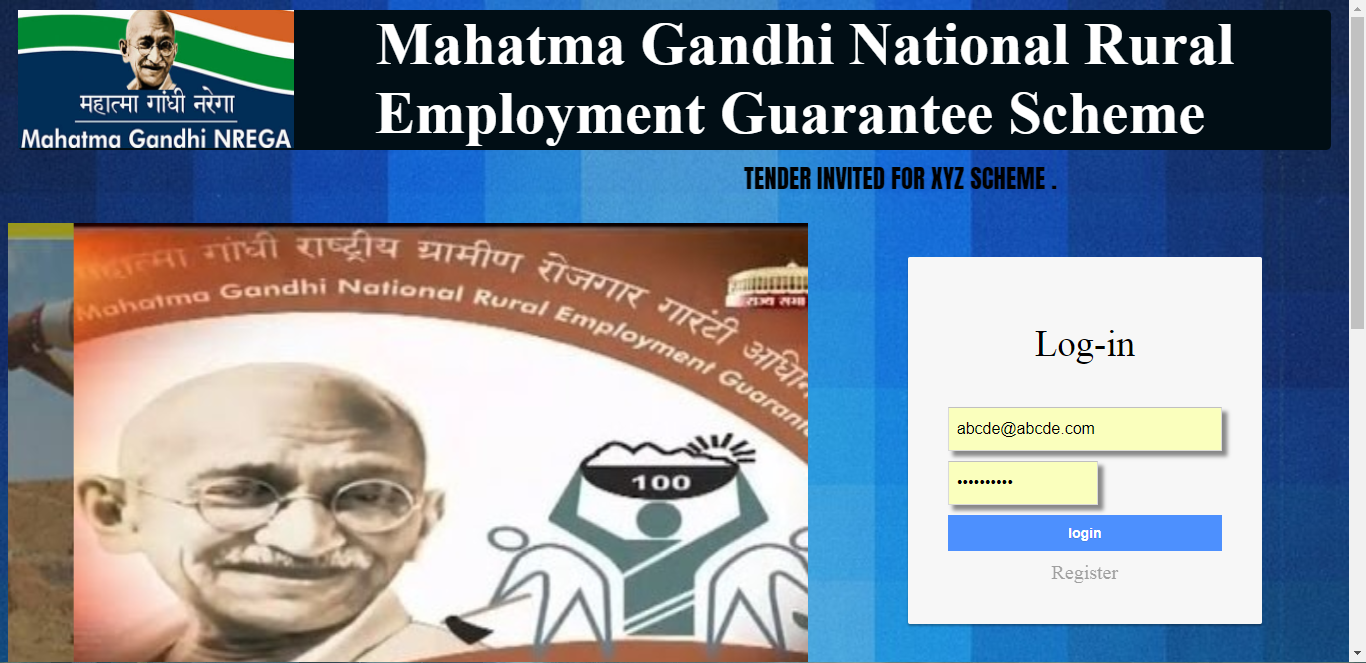 महात्मा गांधी नरेगा
Mahatma Gandhi NREGA
Mahatma Gandhi National Rural
Employment Guarantee Scheme
TENDER INVITED FOR XYZ SCHEME .
महात्मा गांधी राष्ट्रीय ग्रामीण रोजगार गारंटी
Mahatma Gandhi National Rural Employment
राज्य सभा
100
Log-in
abcde@abcde.com
••••••••••
login
Register